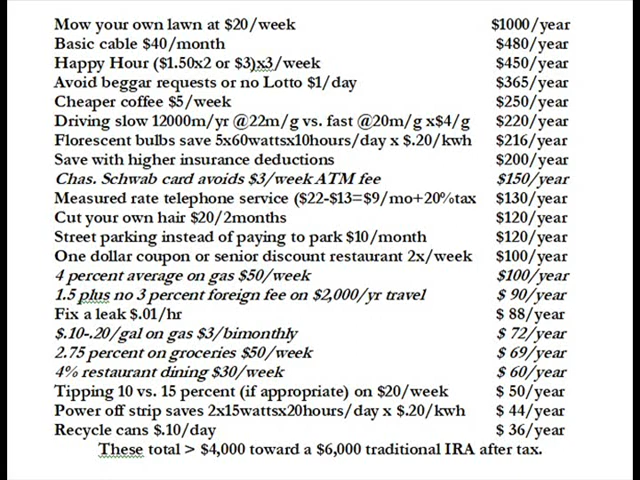 Mow your own lawn at $20/week $1000/year
Basic cable $40/month $480/year
Happy Hour ($1.50x2 or $3)x3/week $450/year
Avoid beggar requests or no Lotto $1/day $365/year
Cheaper coffee $5/week $250/year
Driving slow 12000m/yr @22m/g vs. fast @20m/g x$4/g $220/year
Florescent bulbs save 5x60wattsx10hours/day x $.20/kwh $216/year
Save with higher insurance deductions $200/year
Chas. Schwab card avoids $3/week ATM fee $150/year
Measured rate telephone service ($22-$13=$9/mo+20%tax $130/year
Cut your own hair $20/2months $120/year
Street parking instead of paying to park $10/month $120/year
One dollar coupon or senior discount restaurant 2x/week $100/year
4 percent average on gas $50/week $100/year
1.5 plus no 3 percent foreign fee on $2,000/yr travel $ 90/year
Fix a leak $.01/hr $ 88/year
$.10-.20/gal on gas $3/bimonthly $ 72/year
2.75 percent on groceries $50/week $ 69/year
4% restaurant dining $30/week $ 60/year
Tipping 10 vs. 15 percent (if appropriate) on $20/week $ 50/year
Power off strip saves 2x15wattsx20hours/day x $.20/kwh $ 44/year
Recycle cans $.10/day $ 36/year
These total > $4,000 toward a $6,000 traditional IRA after tax.